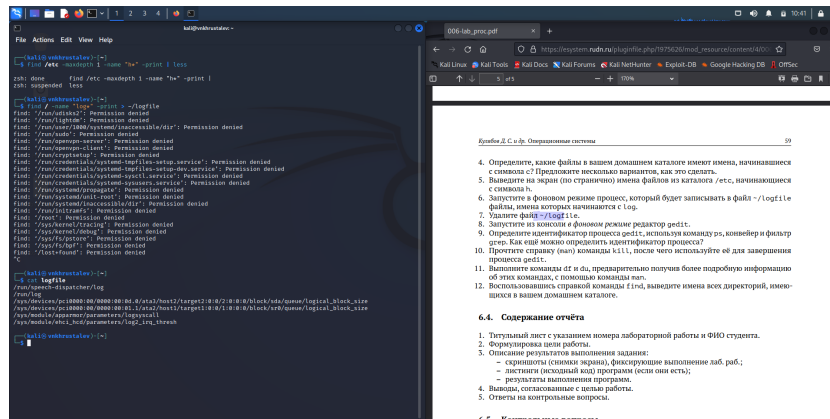 1 2 3 4
10:41
kali@vnkhrustalev: ~
File Actions Edit View Help
┌──(kali㉿vnkhrustalev)-[~]
└─$ find /etc -maxdepth 1 -name "h*" -print | less
zsh: done find /etc -maxdepth 1 -name "h*" -print |
zsh: suspended less
┌──(kali㉿vnkhrustalev)-[~]
└─$ find / -name "log*" -print > ~/logfile
find: '/run/udisks2': Permission denied
find: '/run/lightdm': Permission denied
find: '/run/user/1000/systemd/inaccessible/dir': Permission denied
find: '/run/sudo': Permission denied
find: '/run/openvpn-server': Permission denied
find: '/run/openvpn-client': Permission denied
find: '/run/cryptsetup': Permission denied
find: '/run/credentials/systemd-tmpfiles-setup.service': Permission denied
find: '/run/credentials/systemd-tmpfiles-setup-dev.service': Permission denied
find: '/run/credentials/systemd-sysctl.service': Permission denied
find: '/run/credentials/systemd-sysusers.service': Permission denied
find: '/run/systemd/propagate': Permission denied
find: '/run/systemd/unit-root': Permission denied
find: '/run/systemd/inaccessible/dir': Permission denied
find: '/run/initramfs': Permission denied
find: '/root': Permission denied
find: '/sys/kernel/tracing': Permission denied
find: '/sys/kernel/debug': Permission denied
find: '/sys/fs/pstore': Permission denied
find: '/sys/fs/bpf': Permission denied
find: '/lost+found': Permission denied
^C
┌──(kali㉿vnkhrustalev)-[~]
└─$ cat logfile
/run/speech-dispatcher/log
/run/log
/sys/devices/pci0000:00/0000:00:0d.0/ata3/host2/target2:0:0/2:0:0:0/block/sda/queue/logical_block_size
/sys/devices/pci0000:00/0000:00:01.1/ata2/host1/target1:0:0/1:0:0:0/block/sr0/queue/logical_block_size
/sys/module/apparmor/parameters/logsyscall
/sys/module/ehci_hcd/parameters/log2_irq_thresh
┌──(kali㉿vnkhrustalev)-[~]
└─$
006-lab_proc.pdf
https://esystem.rudn.ru/pluginfile.php/1975626/mod_resource/content/4/00
Kali Linux Kali Tools Kali Docs Kali Forums Kali NetHunter Exploit-DB Google Hacking DB OffSec
5 of 5 170%
Кулябов Д. С. и др. Операционные системы 59
4. Определите, какие файлы в вашем домашнем каталоге имеют имена, начинавшиеся
с символа c? Предложите несколько вариантов, как это сделать.
5. Выведите на экран (по странично) имена файлов из каталога /etc, начинающиеся
с символа h.
6. Запустите в фоновом режиме процесс, который будет записывать в файл ~/logfile
файлы, имена которых начинаются с log.
7. Удалите файл ~/logfile.
8. Запустите из консоли в фоновом режиме редактор gedit.
9. Определите идентификатор процесса gedit, используя команду ps, конвейер и фильтр
grep. Как ещё можно определить идентификатор процесса?
10. Прочтите справку (man) команды kill, после чего используйте её для завершения
процесса gedit.
11. Выполните команды df и du, предварительно получив более подробную информацию
об этих командах, с помощью команды man.
12. Воспользовавшись справкой команды find, выведите имена всех директорий, имею-
щихся в вашем домашнем каталоге.
6.4. Содержание отчёта
1. Титульный лист с указанием номера лабораторной работы и ФИО студента.
2. Формулировка цели работы.
3. Описание результатов выполнения задания:
– скриншоты (снимки экрана), фиксирующие выполнение лаб. раб.;
– листинги (исходный код) программ (если они есть);
– результаты выполнения программ.
4. Выводы, согласованные с целью работы.
5. Ответы на контрольные вопросы.